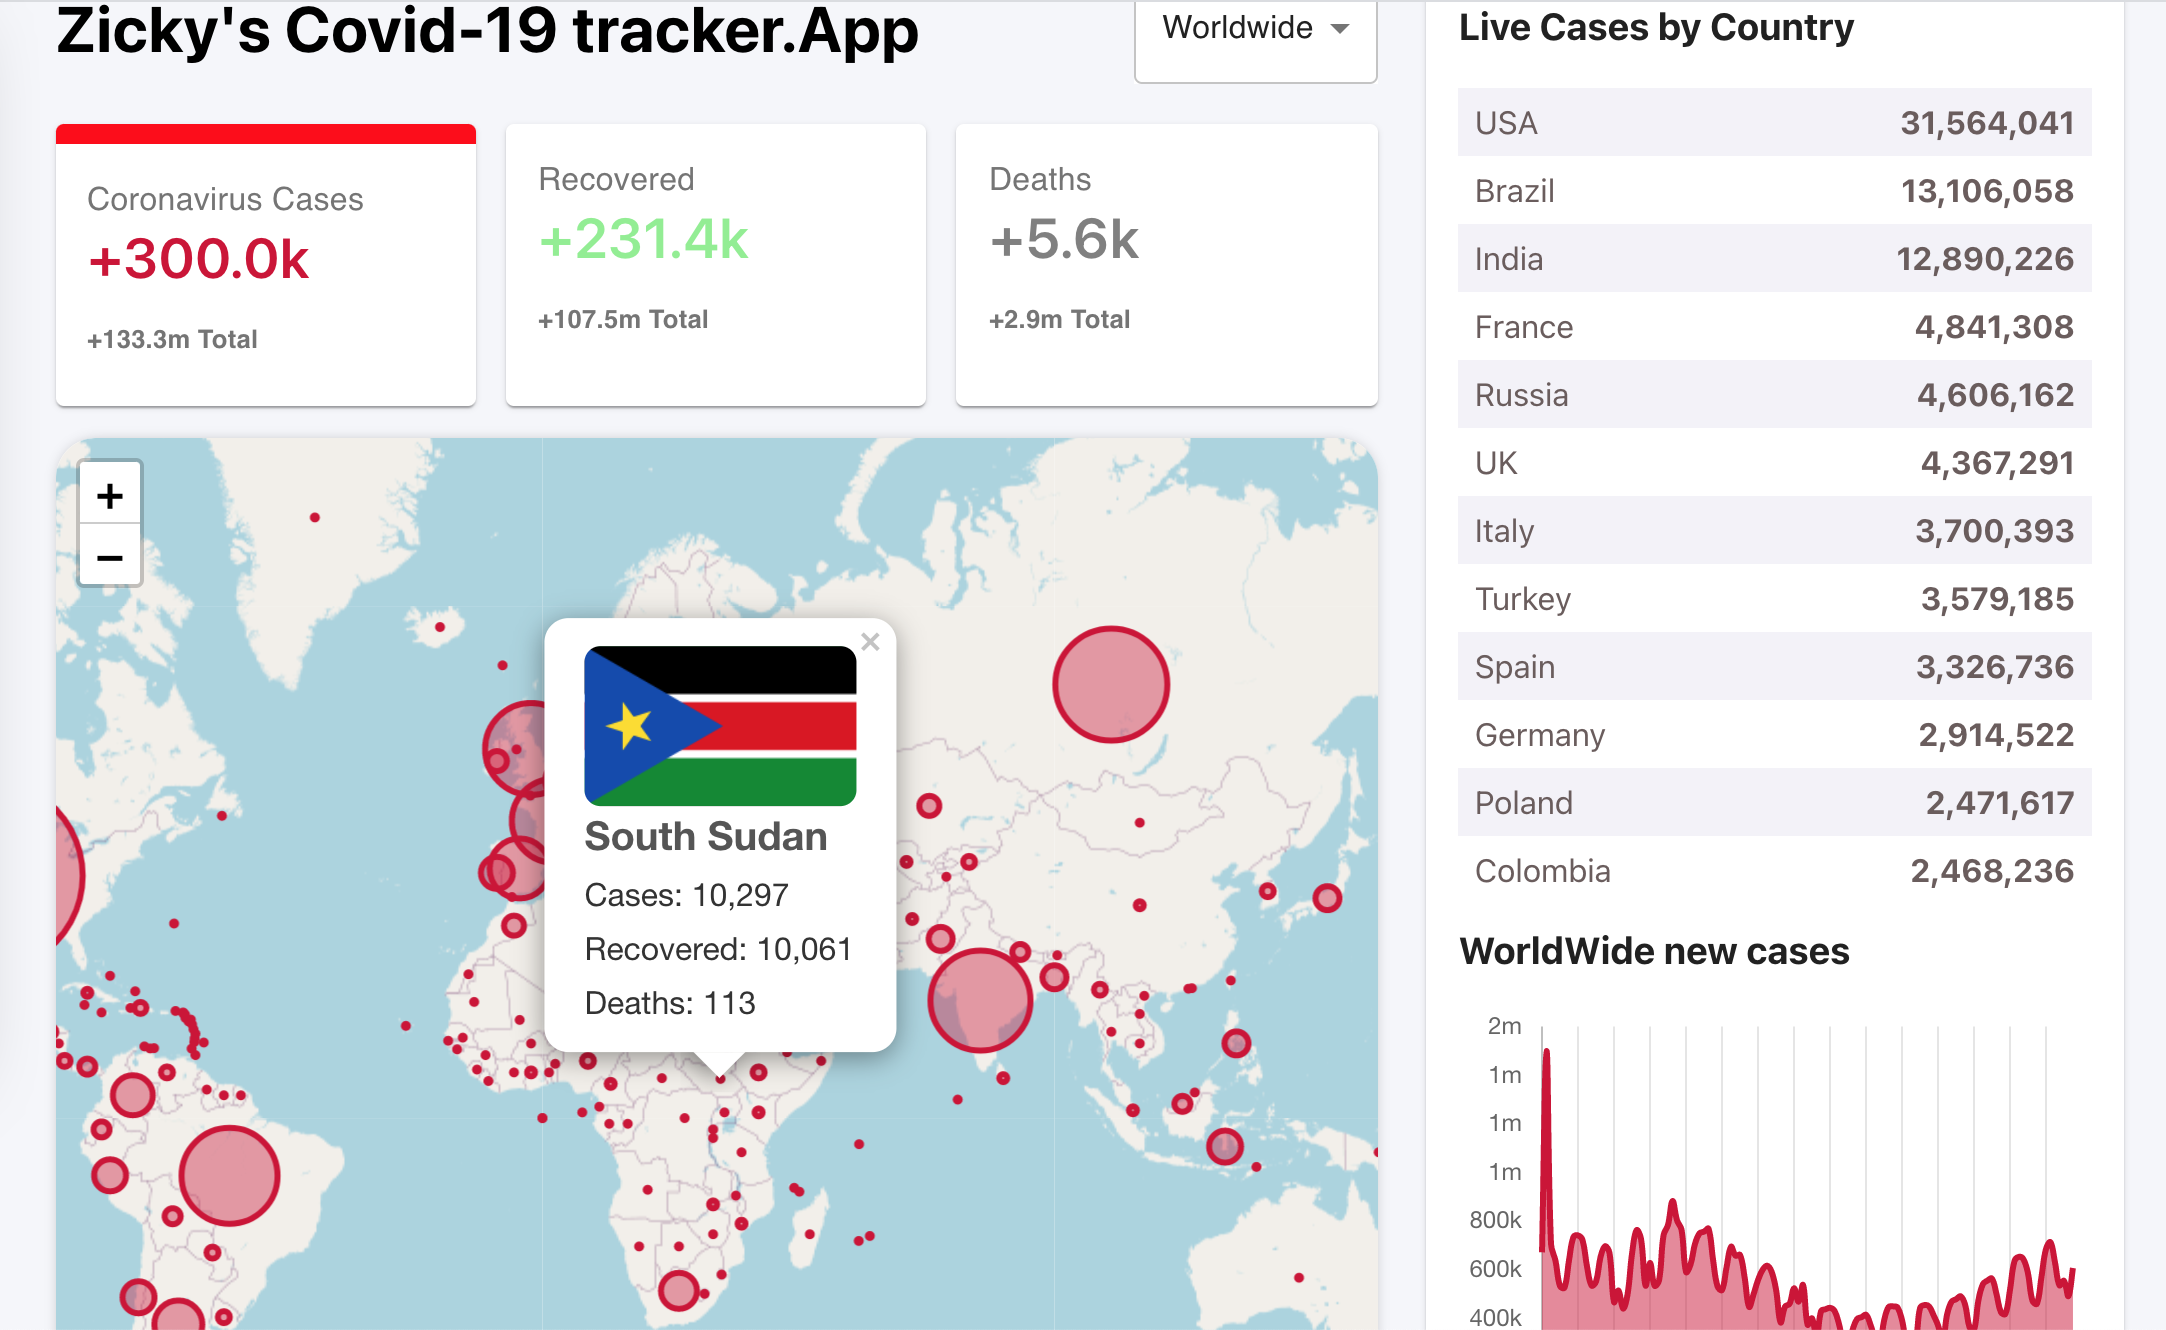 Zicky's Covid-19 tracker.App
Worldwide
Coronavirus Cases
+300.0k
+133.3m Total
Recovered
+231.4k
+107.5m Total
Deaths
+5.6k
+2.9m Total
+
−
×
South Sudan
Cases: 10,297
Recovered: 10,061
Deaths: 113
Live Cases by Country
USA 31,564,041
Brazil 13,106,058
India 12,890,226
France 4,841,308
Russia 4,606,162
UK 4,367,291
Italy 3,700,393
Turkey 3,579,185
Spain 3,326,736
Germany 2,914,522
Poland 2,471,617
Colombia 2,468,236
WorldWide new cases
2m
1m
1m
1m
800k
600k
400k